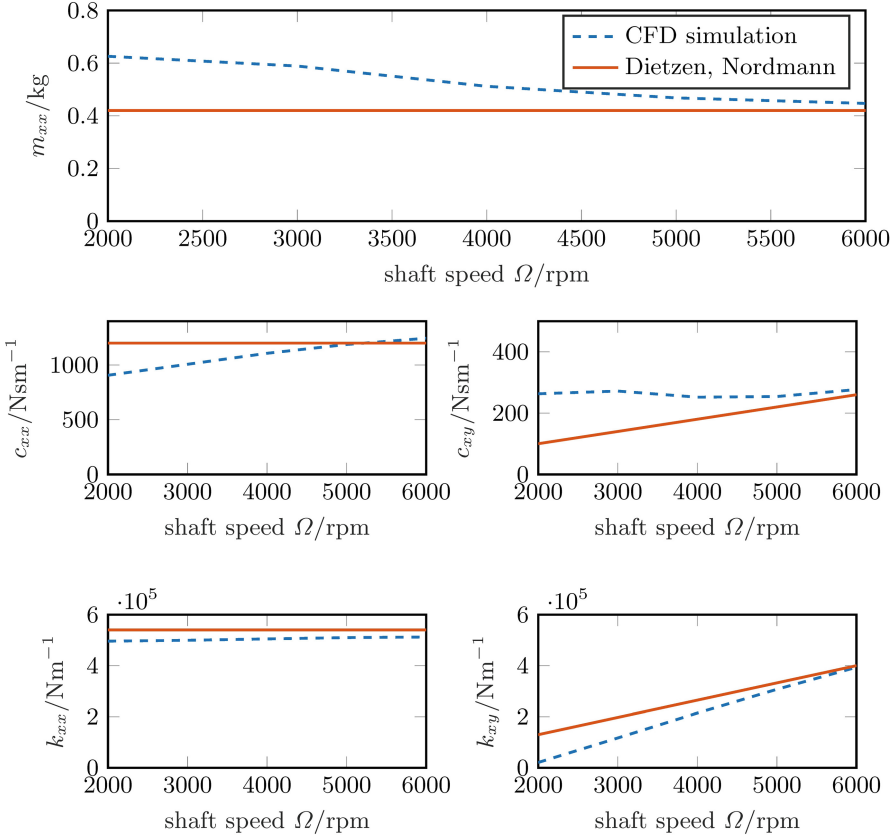 0.8
0.6
0.4
0.2
0
m_xx/kg
CFD simulation
Dietzen, Nordmann
2000 2500 3000 3500 4000 4500 5000 5500 6000
shaft speed Ω/rpm
1000
500
0
c_xx/Nsm⁻¹
2000 3000 4000 5000 6000
shaft speed Ω/rpm
400
200
0
c_xy/Nsm⁻¹
2000 3000 4000 5000 6000
shaft speed Ω/rpm
·10⁵
6
4
2
0
k_xx/Nm⁻¹
2000 3000 4000 5000 6000
shaft speed Ω/rpm
·10⁵
6
4
2
0
k_xy/Nm⁻¹
2000 3000 4000 5000 6000
shaft speed Ω/rpm